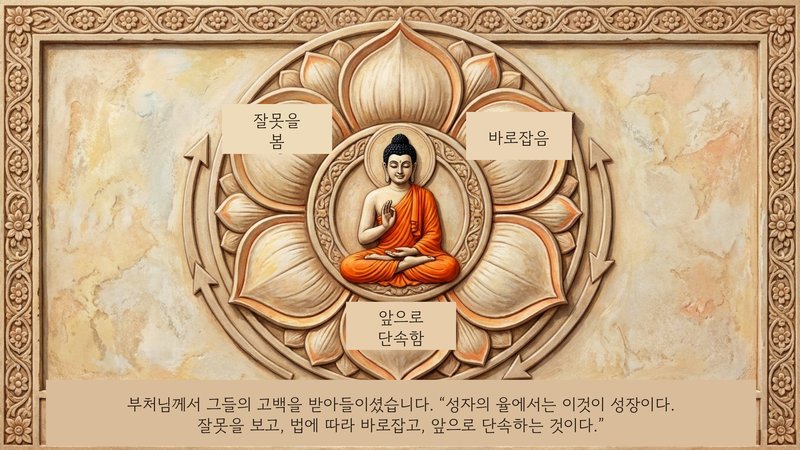 잘못을
봄
바로잡음
앞으로
단속함
부처님께서 그들의 고백을 받아들이셨습니다. “성자의 율에서는 이것이 성장이다.
잘못을 보고, 법에 따라 바로잡고, 앞으로 단속하는 것이다.”